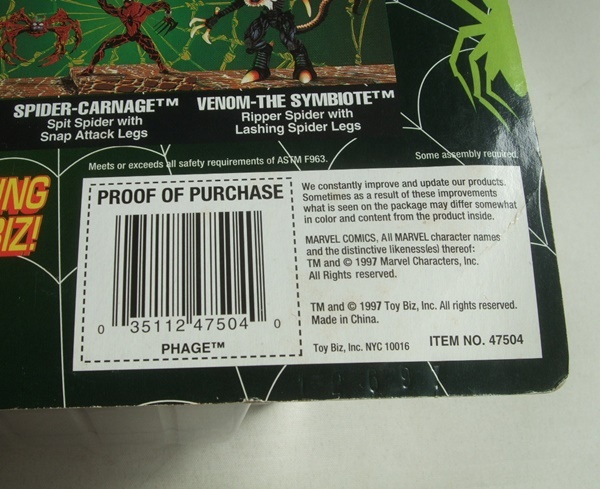 SPIDER-CARNAGE™
Spit Spider with
Snap Attack Legs
VENOM-THE SYMBIOTE™
Ripper Spider with
Lashing Spider Legs
Meets or exceeds all safety requirements of ASTM F963.
Some assembly required.
ING
IZ!
PROOF OF PURCHASE
0 35112 47504 0
PHAGE™
We constantly improve and update our products.
Sometimes as a result of these improvements
what is seen on the package may differ somewhat
in color and content from the product inside.
MARVEL COMICS, All MARVEL character names
and the distinctive likeness(es) thereof:
TM and © 1997 Marvel Characters, Inc.
All Rights reserved.
TM and © 1997 Toy Biz, Inc. All rights reserved.
Made in China.
Toy Biz, Inc. NYC 10016
ITEM NO. 47504